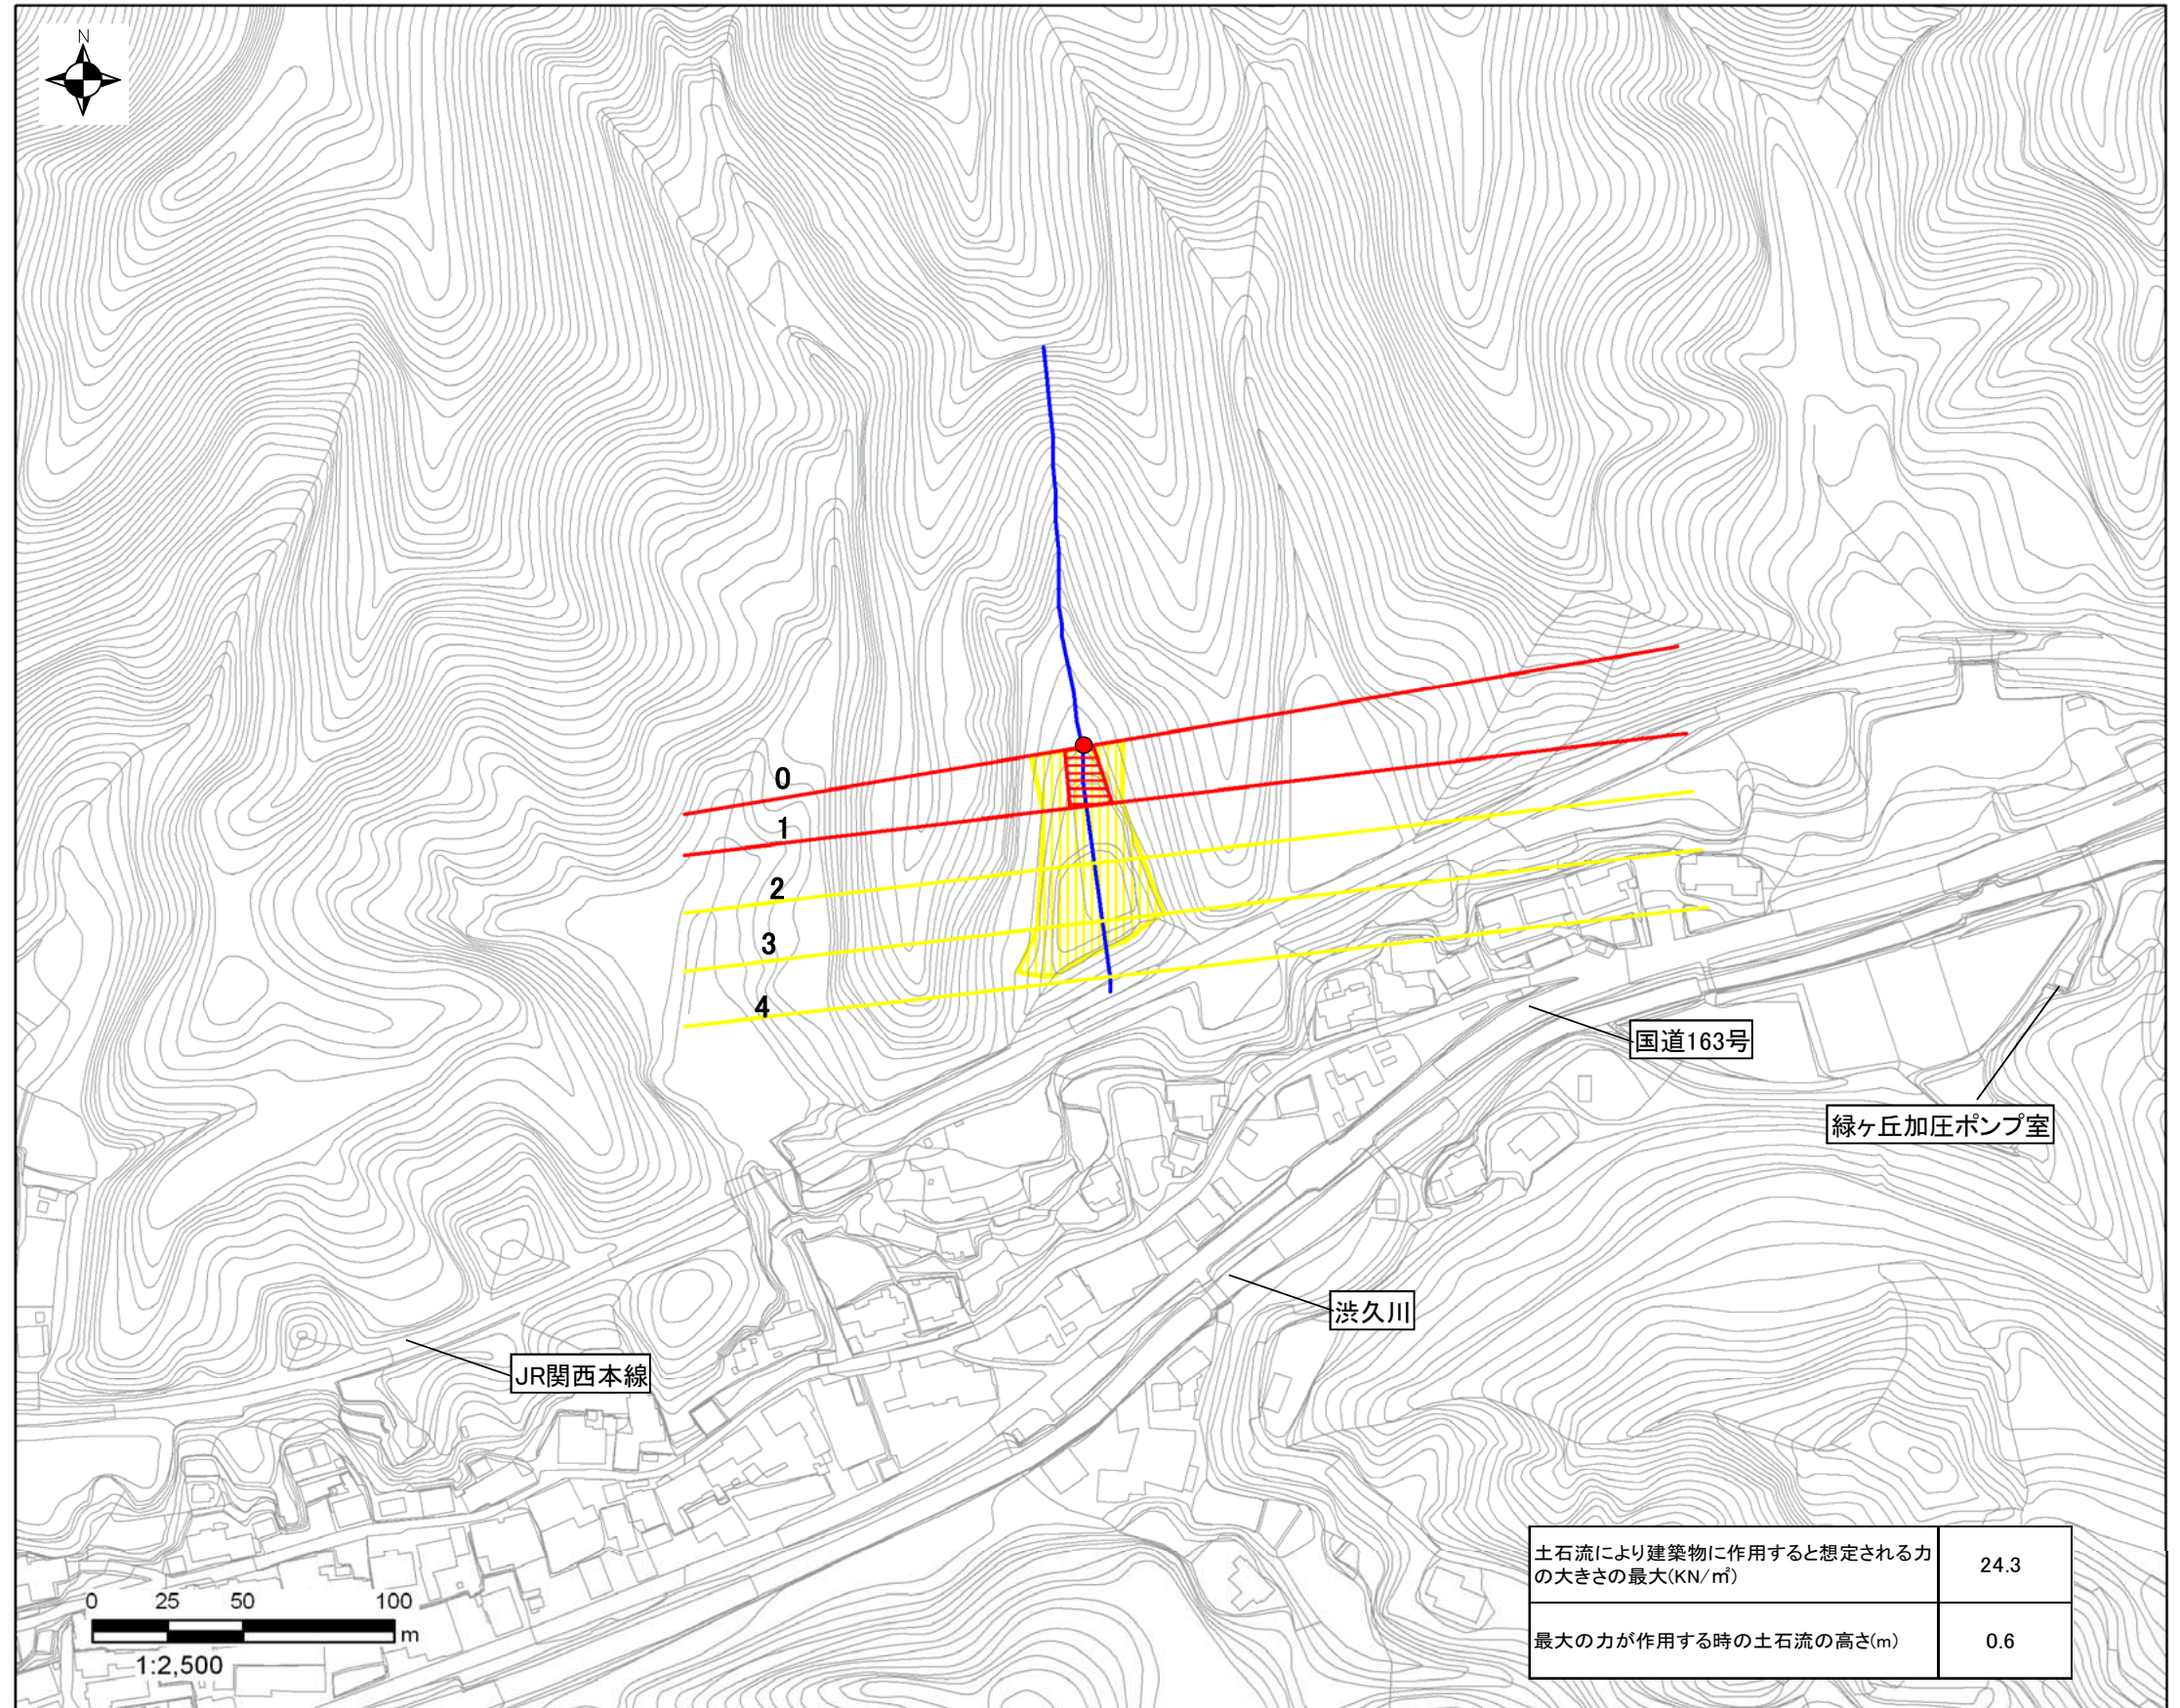 N
0
1
2
3
4
国道163号
緑ヶ丘加圧ポンプ室
渋久川
JR関西本線
土石流により建築物に作用すると想定される力
の大きさの最大(KN/㎡)
24.3
最大の力が作用する時の土石流の高さ(m)
0.6
0 25 50 100
m
1:2,500